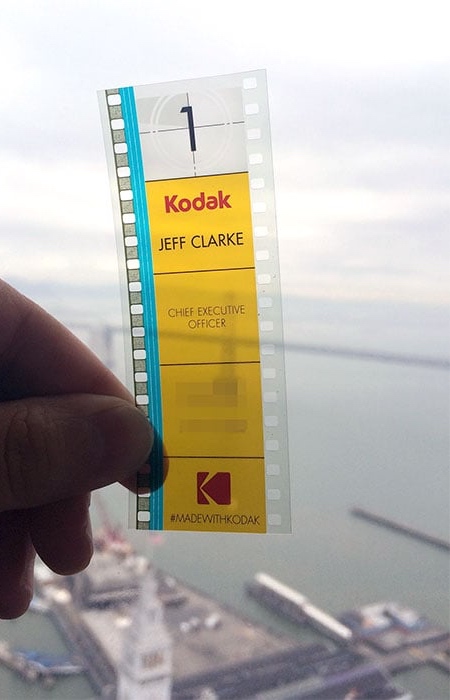 1
Kodak
JEFF CLARKE
CHIEF EXECUTIVE
OFFICER
#MADEWITHKODAK